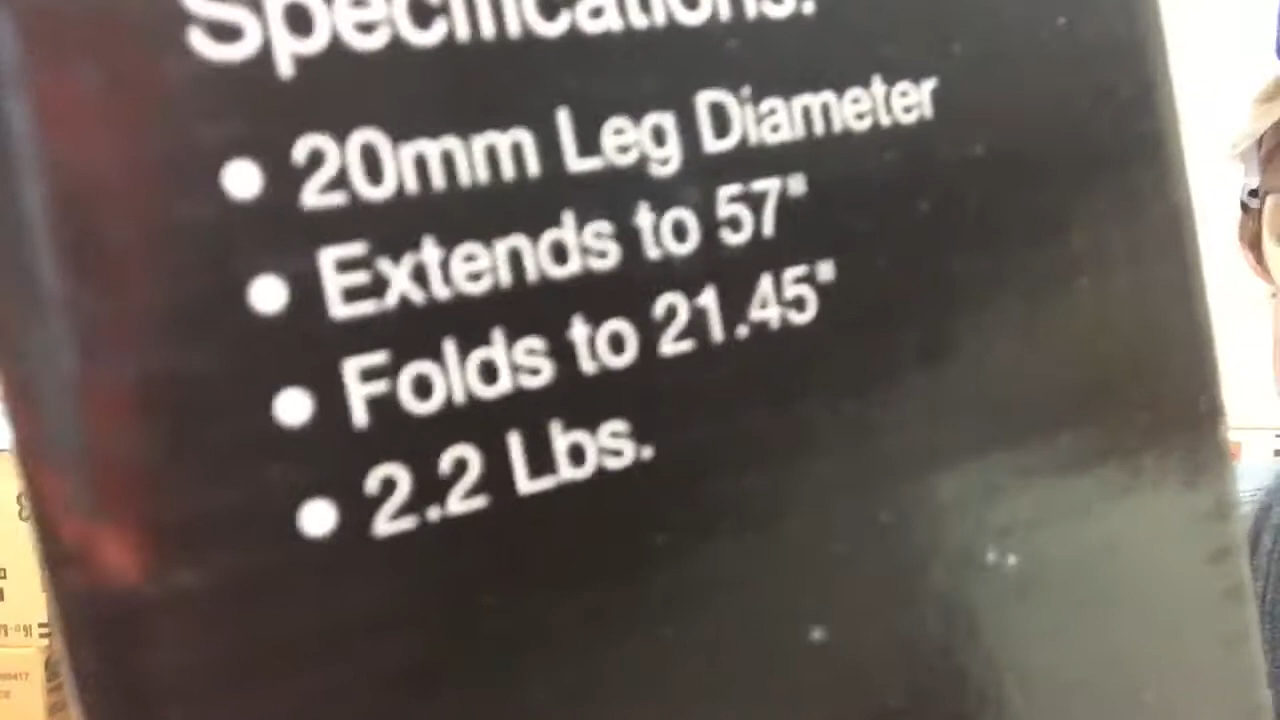 Specifications:
• 20mm Leg Diameter
• Extends to 57"
• Folds to 21.45"
• 2.2 Lbs.